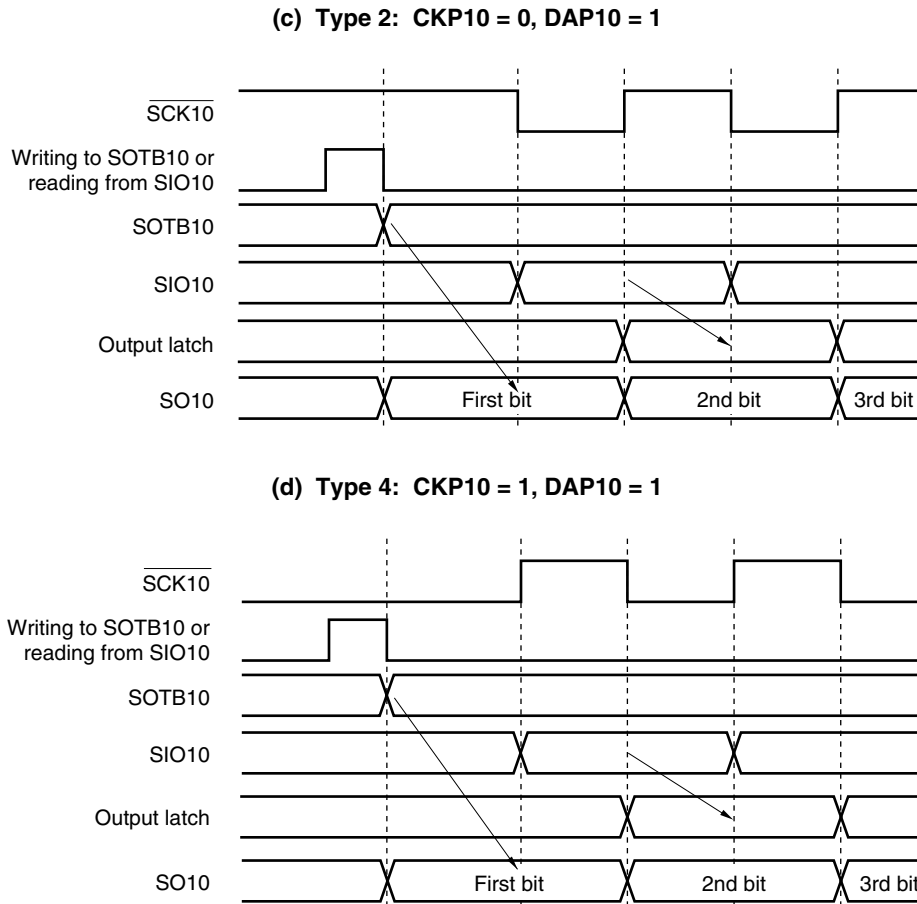 (c) Type 2: CKP10 = 0, DAP10 = 1
SCK10
Writing to SOTB10 or
reading from SIO10
SOTB10
SIO10
Output latch
SO10
First bit
2nd bit
3rd bit
(d) Type 4: CKP10 = 1, DAP10 = 1
SCK10
Writing to SOTB10 or
reading from SIO10
SOTB10
SIO10
Output latch
SO10
First bit
2nd bit
3rd bit